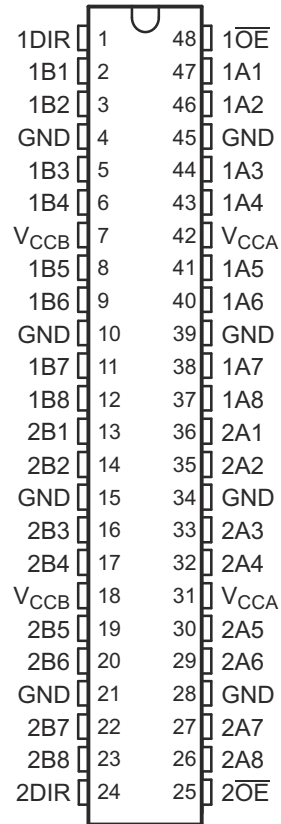 1DIR 1 48 1O̅E̅
1B1 2 47 1A1
1B2 3 46 1A2
GND 4 45 GND
1B3 5 44 1A3
1B4 6 43 1A4
VCCB 7 42 VCCA
1B5 8 41 1A5
1B6 9 40 1A6
GND 10 39 GND
1B7 11 38 1A7
1B8 12 37 1A8
2B1 13 36 2A1
2B2 14 35 2A2
GND 15 34 GND
2B3 16 33 2A3
2B4 17 32 2A4
VCCB 18 31 VCCA
2B5 19 30 2A5
2B6 20 29 2A6
GND 21 28 GND
2B7 22 27 2A7
2B8 23 26 2A8
2DIR 24 25 2O̅E̅